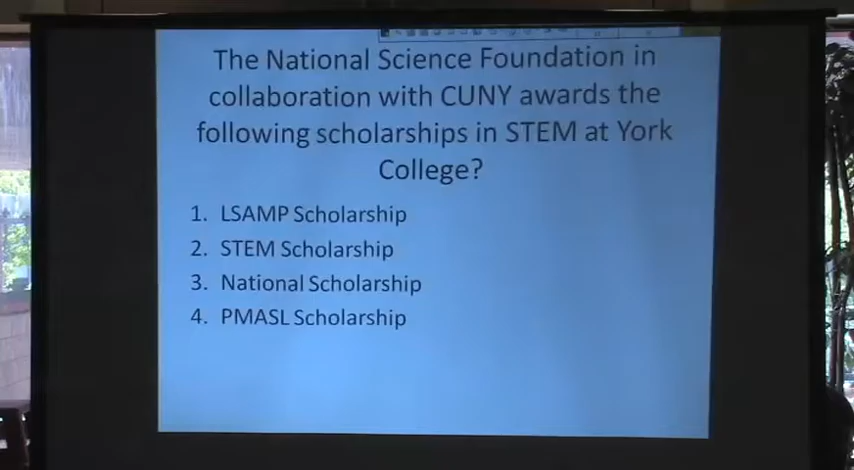 The National Science Foundation in
collaboration with CUNY awards the
following scholarships in STEM at York
College?
1. LSAMP Scholarship
2. STEM Scholarship
3. National Scholarship
4. PMASL Scholarship